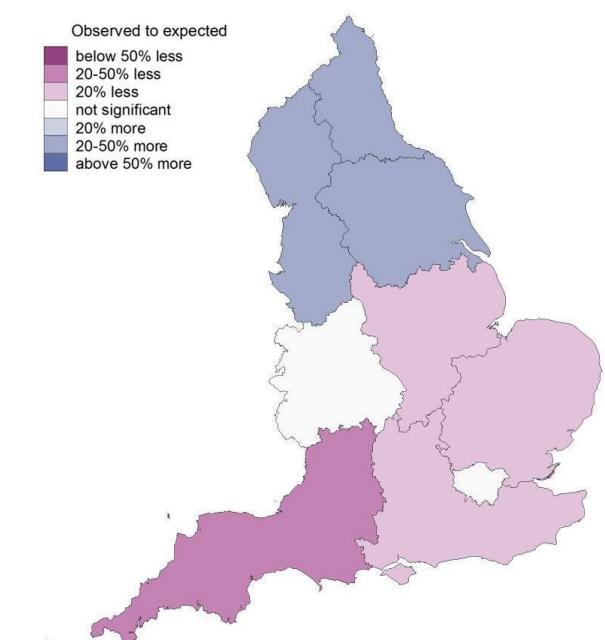 Observed to expected
below 50% less
20-50% less
20% less
not significant
20% more
20-50% more
above 50% more